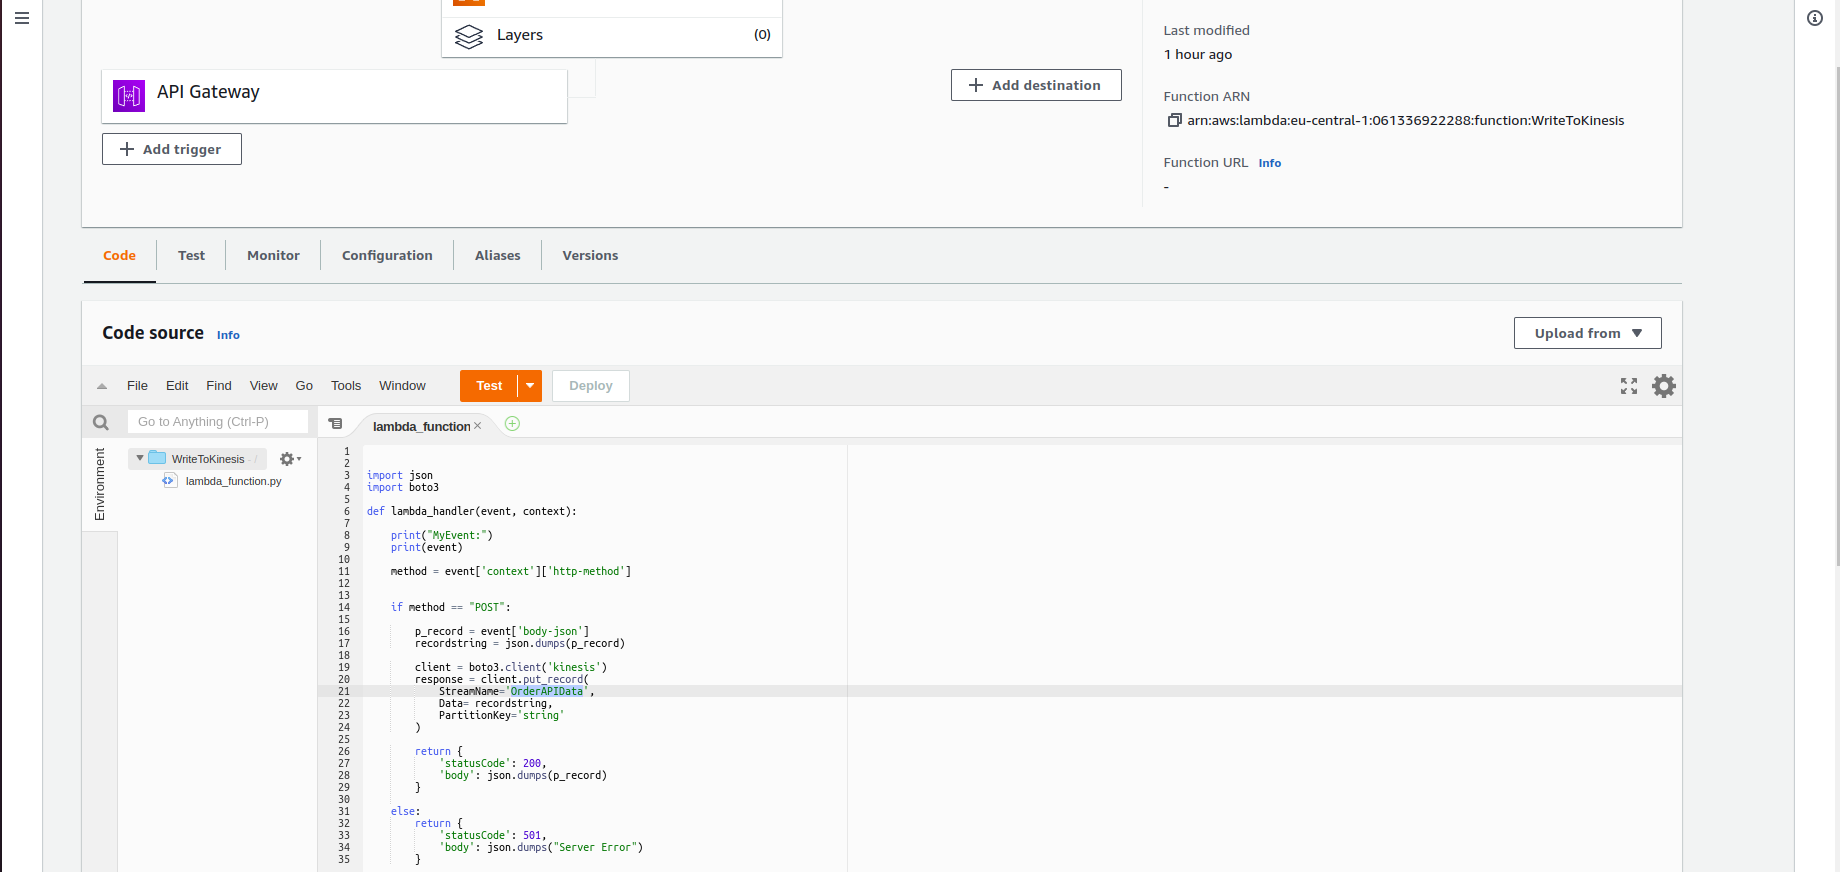 Layers (0)
Last modified
1 hour ago
API Gateway
Add destination
Function ARN
arn:aws:lambda:eu-central-1:061336922288:function:WriteToKinesis
Add trigger
Function URL Info
-
Code Test Monitor Configuration Aliases Versions
Code source Info
Upload from
File Edit Find View Go Tools Window Test Deploy
Go to Anything (Ctrl-P)
lambda_function ×
Environment
WriteToKinesis - /
lambda_function.py
1
2
3 import json
4 import boto3
5
6 def lambda_handler(event, context):
7
8 print("MyEvent:")
9 print(event)
10
11 method = event['context']['http-method']
12
13
14 if method == "POST":
15
16 p_record = event['body-json']
17 recordstring = json.dumps(p_record)
18
19 client = boto3.client('kinesis')
20 response = client.put_record(
21 StreamName='OrderAPIData',
22 Data= recordstring,
23 PartitionKey='string'
24 )
25
26 return {
27 'statusCode': 200,
28 'body': json.dumps(p_record)
29 }
30
31 else:
32 return {
33 'statusCode': 501,
34 'body': json.dumps("Server Error")
35 }